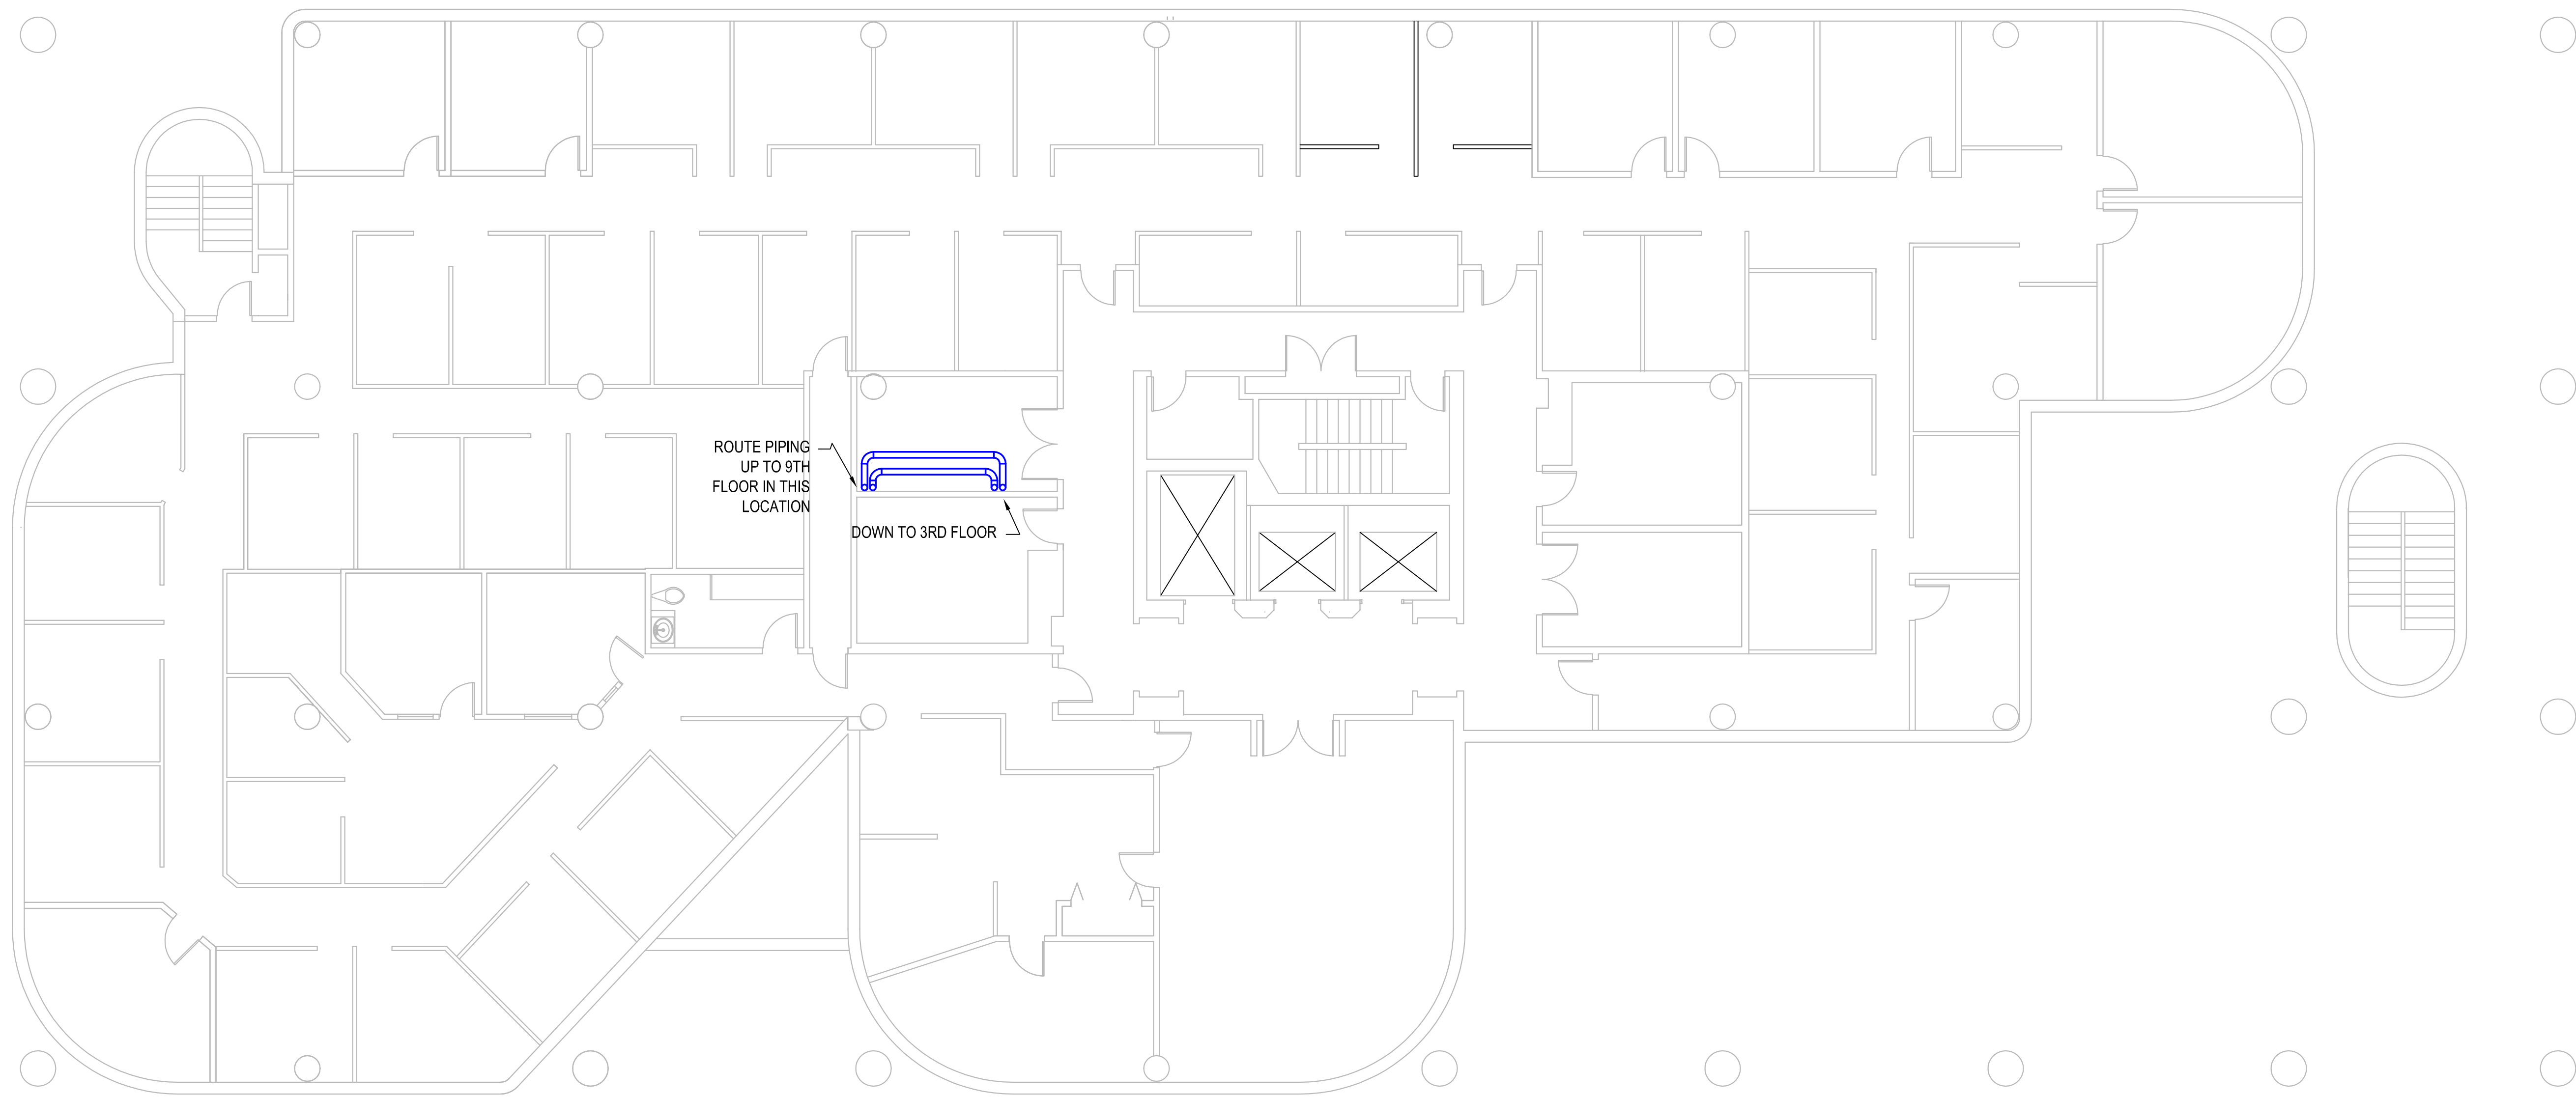 ROUTE PIPING
UP TO 9TH
FLOOR IN THIS
LOCATION
DOWN TO 3RD FLOOR